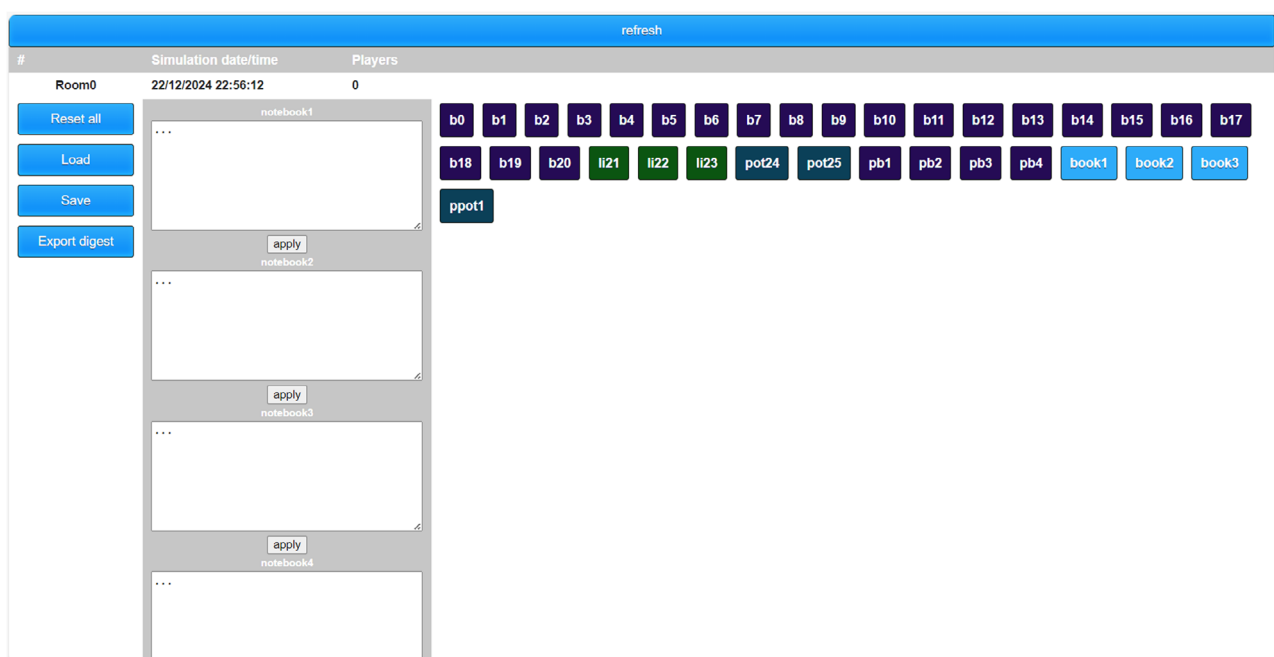 refresh
# Simulation date/time Players
Room0 22/12/2024 22:56:12 0
Reset all
Load
Save
Export digest
notebook1
...
apply
notebook2
...
apply
notebook3
...
apply
notebook4
...
b0 b1 b2 b3 b4 b5 b6 b7 b8 b9 b10 b11 b12 b13 b14 b15 b16 b17
b18 b19 b20 li21 li22 li23 pot24 pot25 pb1 pb2 pb3 pb4 book1 book2 book3
ppot1